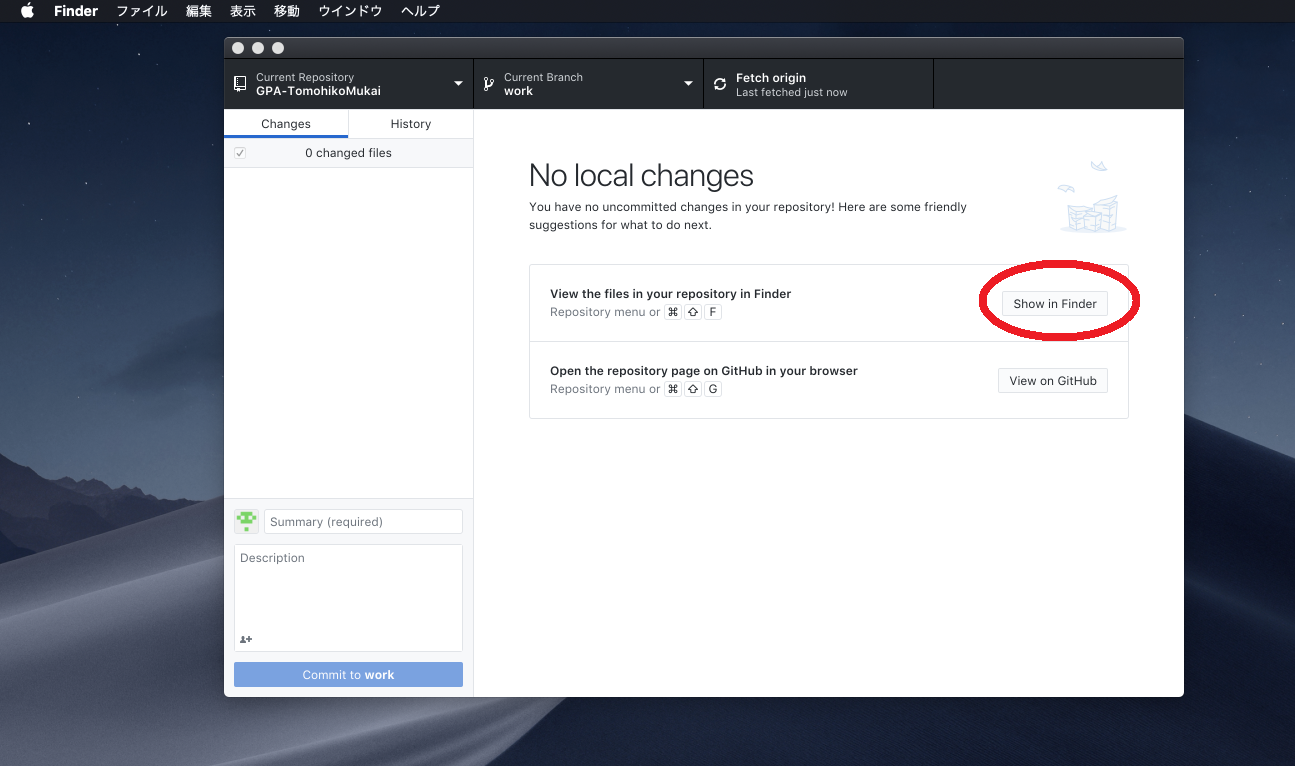 Finder ファイル 編集 表示 移動 ウインドウ ヘルプ
Current Repository
GPA-TomohikoMukai
Current Branch
work
Fetch origin
Last fetched just now
Changes
History
0 changed files
No local changes
You have no uncommitted changes in your repository! Here are some friendly
suggestions for what to do next.
View the files in your repository in Finder
Repository menu or ⌘ ⇧ F
Show in Finder
Open the repository page on GitHub in your browser
Repository menu or ⌘ ⇧ G
View on GitHub
Summary (required)
Description
Commit to work